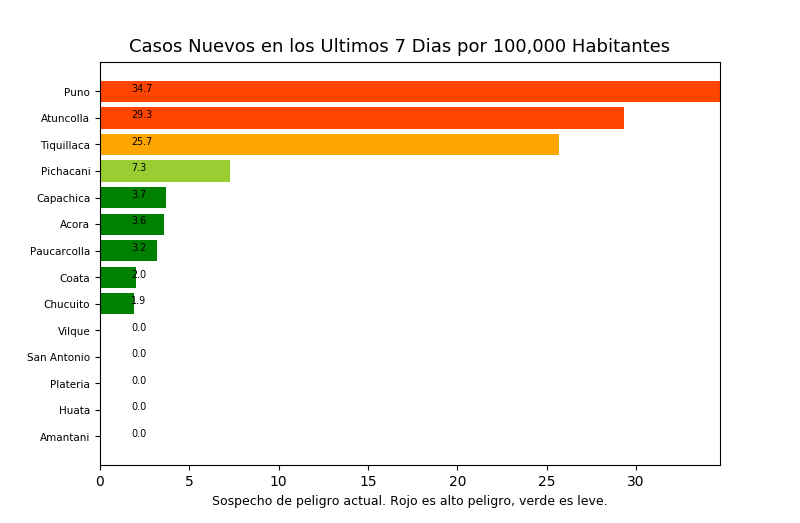 Casos Nuevos en los Ultimos 7 Dias por 100,000 Habitantes
Puno 34.7
Atuncolla 29.3
Tiquillaca 25.7
Pichacani 7.3
Capachica 3.7
Acora 3.6
Paucarcolla 3.2
Coata 2.0
Chucuito 1.9
Vilque 0.0
San Antonio 0.0
Plateria 0.0
Huata 0.0
Amantani 0.0
0 5 10 15 20 25 30
Sospecho de peligro actual. Rojo es alto peligro, verde es leve.